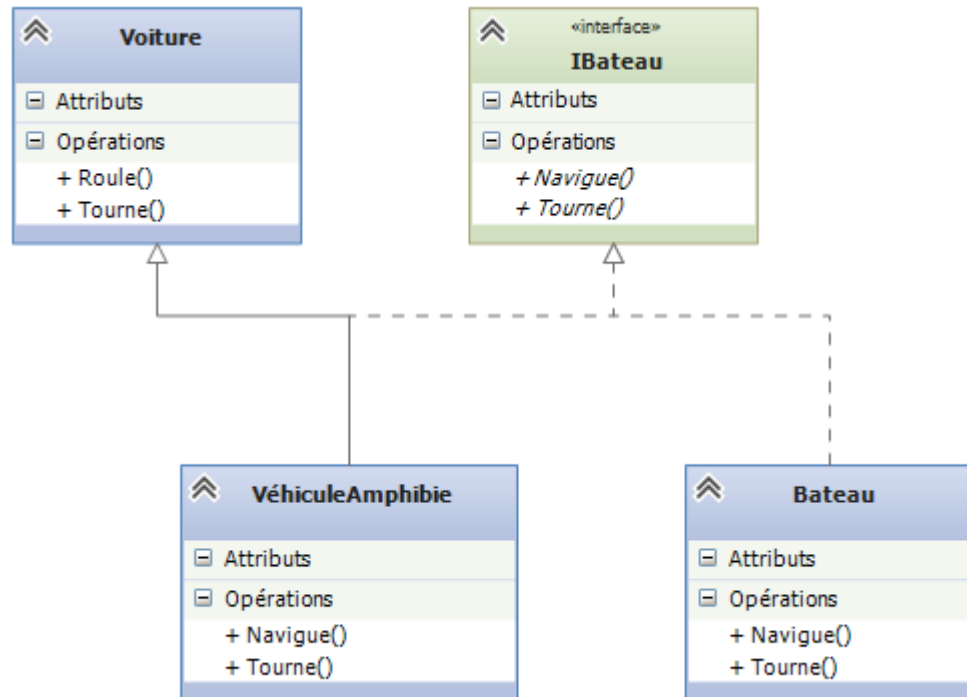 Voiture
Attributs
Opérations
+ Roule()
+ Tourne()
«interface»
IBateau
Attributs
Opérations
+ Navigue()
+ Tourne()
VéhiculeAmphibie
Attributs
Opérations
+ Navigue()
+ Tourne()
Bateau
Attributs
Opérations
+ Navigue()
+ Tourne()